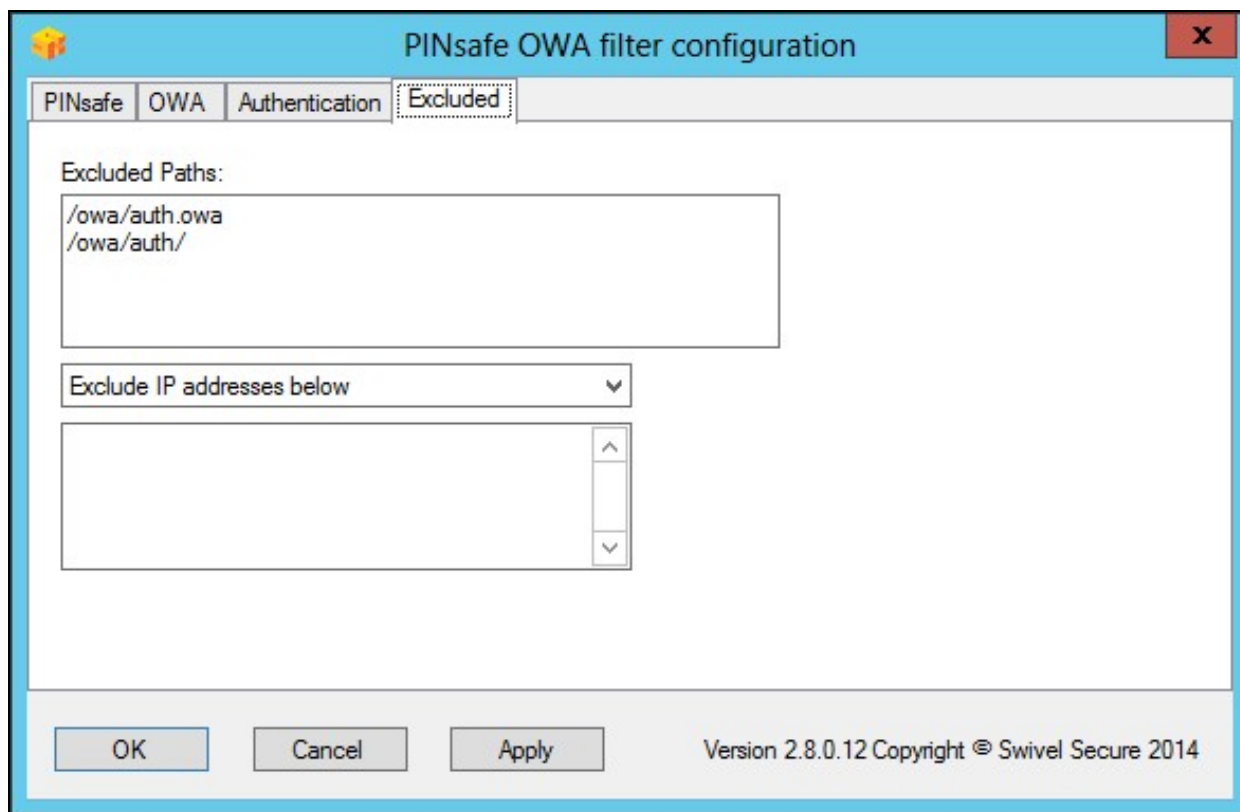 PINsafe OWA filter configuration
x
PINsafe OWA Authentication Excluded
Excluded Paths:
/owa/auth.owa
/owa/auth/
Exclude IP addresses below
OK Cancel Apply Version 2.8.0.12 Copyright © Swivel Secure 2014